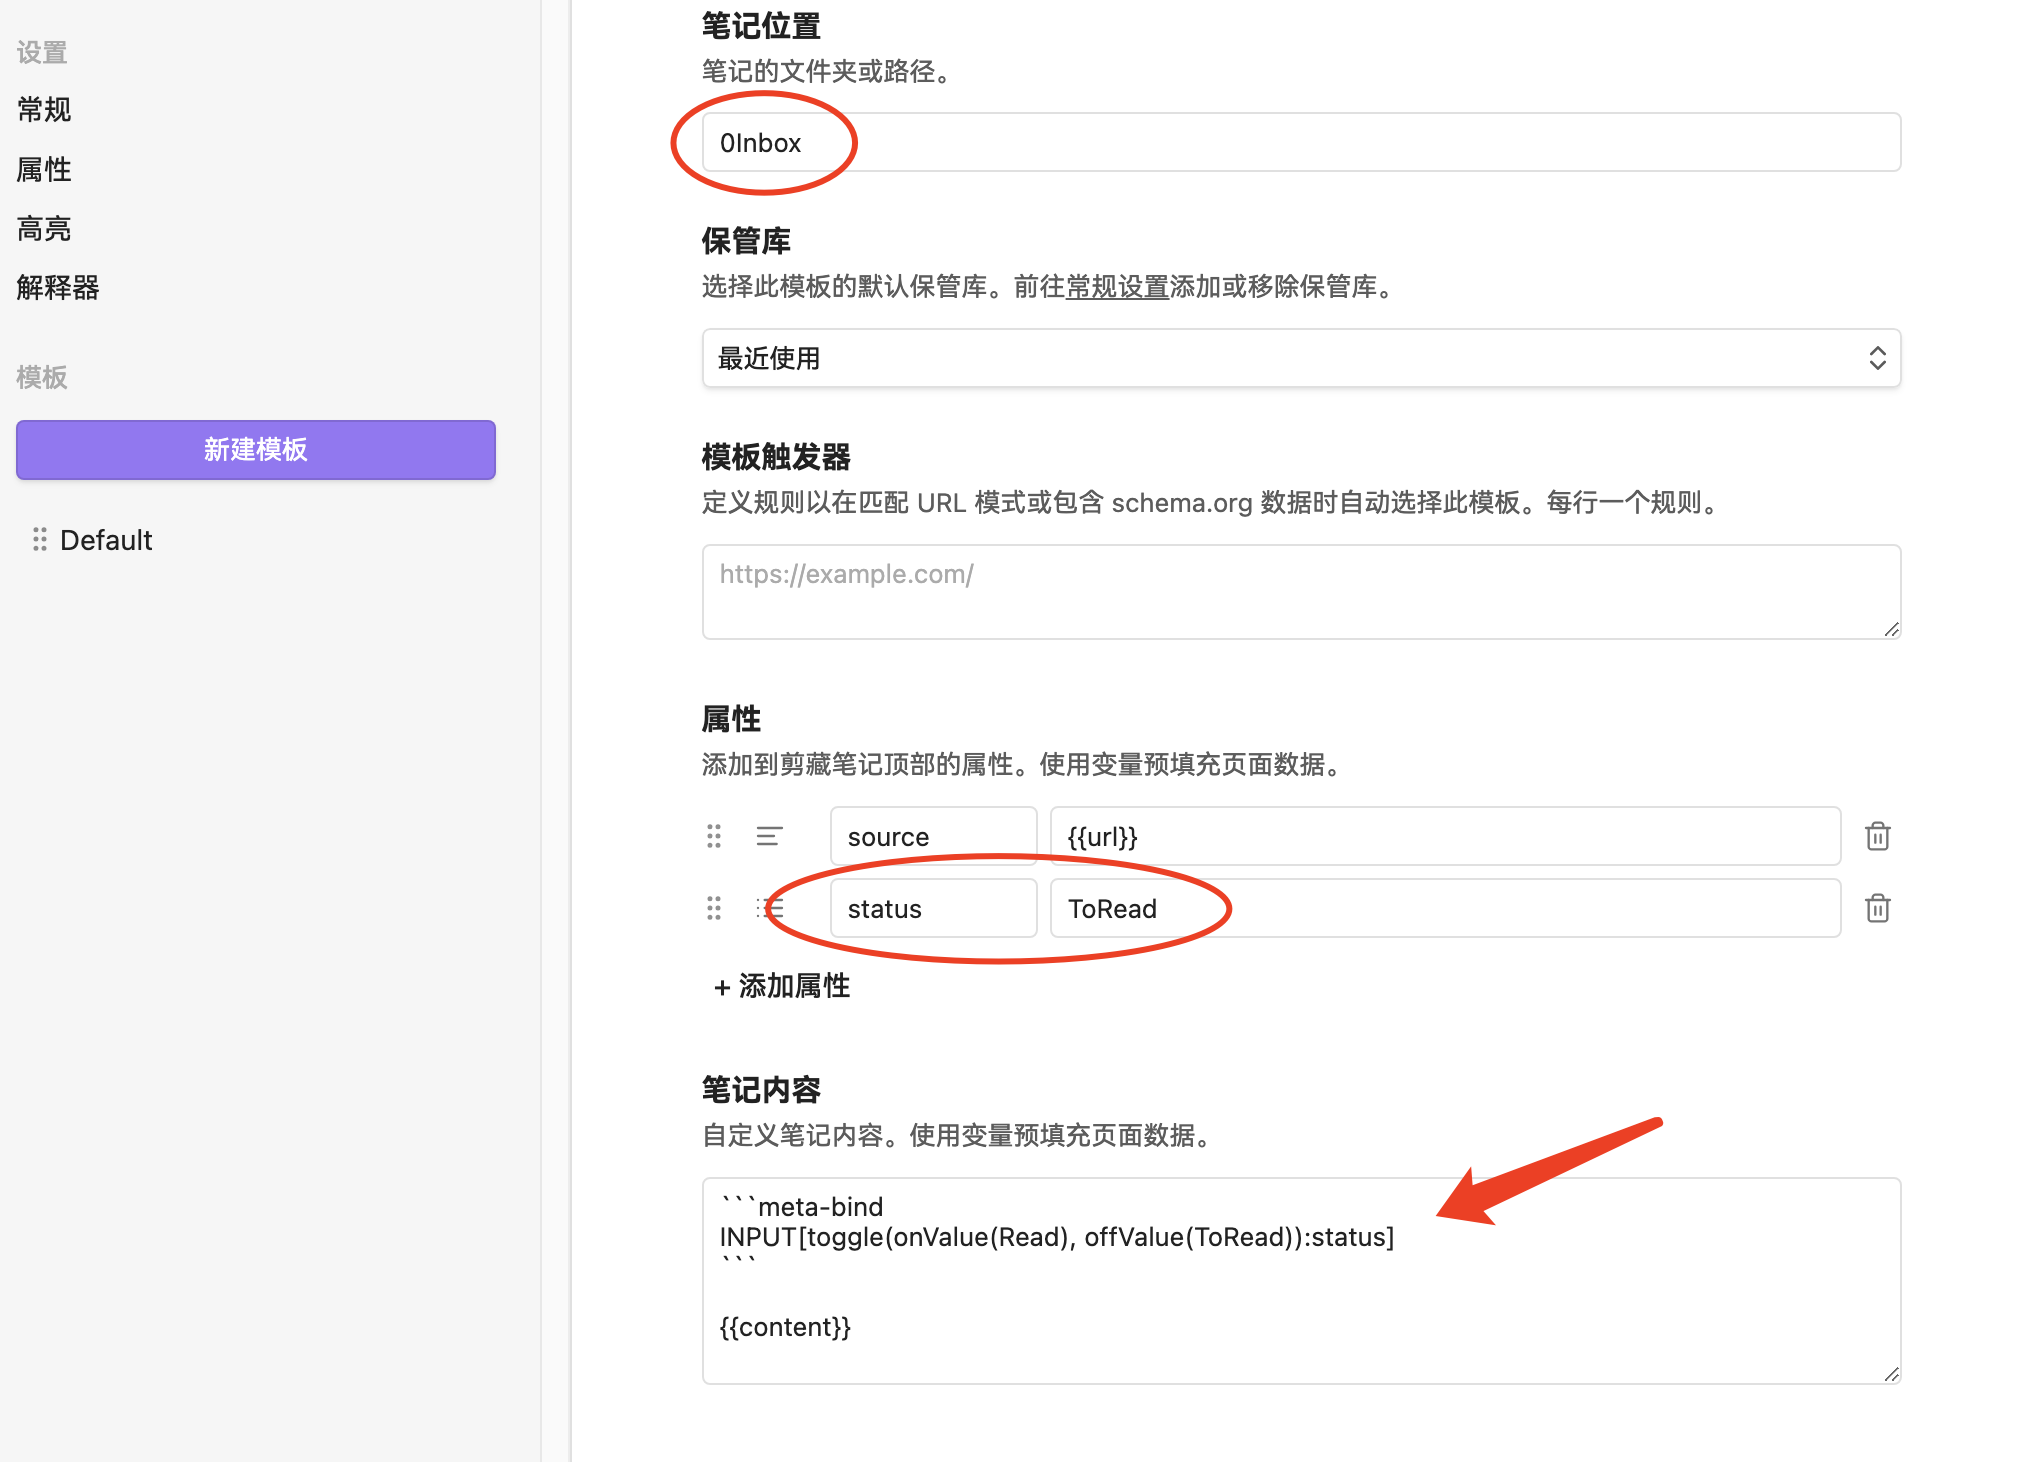 设置
常规
属性
高亮
解释器
模板
新建模板
Default
笔记位置
笔记的文件夹或路径。
0Inbox
保管库
选择此模板的默认保管库。前往常规设置添加或移除保管库。
最近使用
模板触发器
定义规则以在匹配 URL 模式或包含 schema.org 数据时自动选择此模板。每行一个规则。
https://example.com/
属性
添加到剪藏笔记顶部的属性。使用变量预填充页面数据。
source {{url}}
status ToRead
+ 添加属性
笔记内容
自定义笔记内容。使用变量预填充页面数据。
```meta-bind
INPUT[toggle(onValue(Read), offValue(ToRead)):status]
```
{{content}}